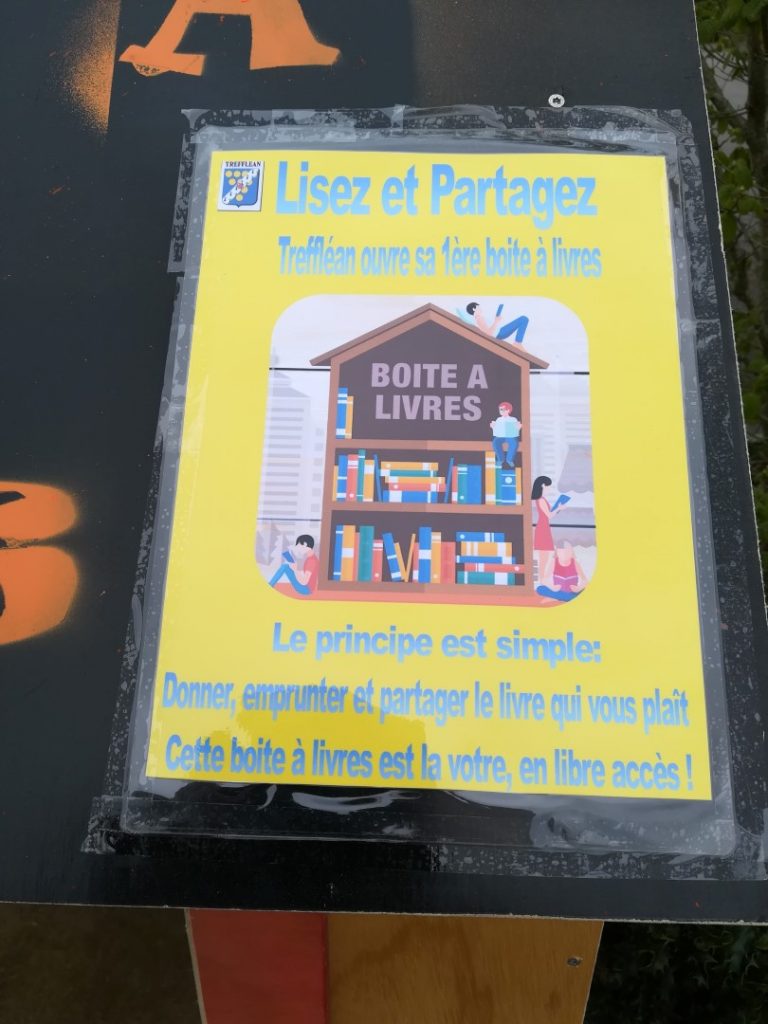 A
TREFFLEAN
Lisez et Partagez
Treffléan ouvre sa 1ère boite à livres
BOITE A
LIVRES
Le principe est simple:
Donner, emprunter et partager le livre qui vous plaît
Cette boite à livres est la votre, en libre accès !